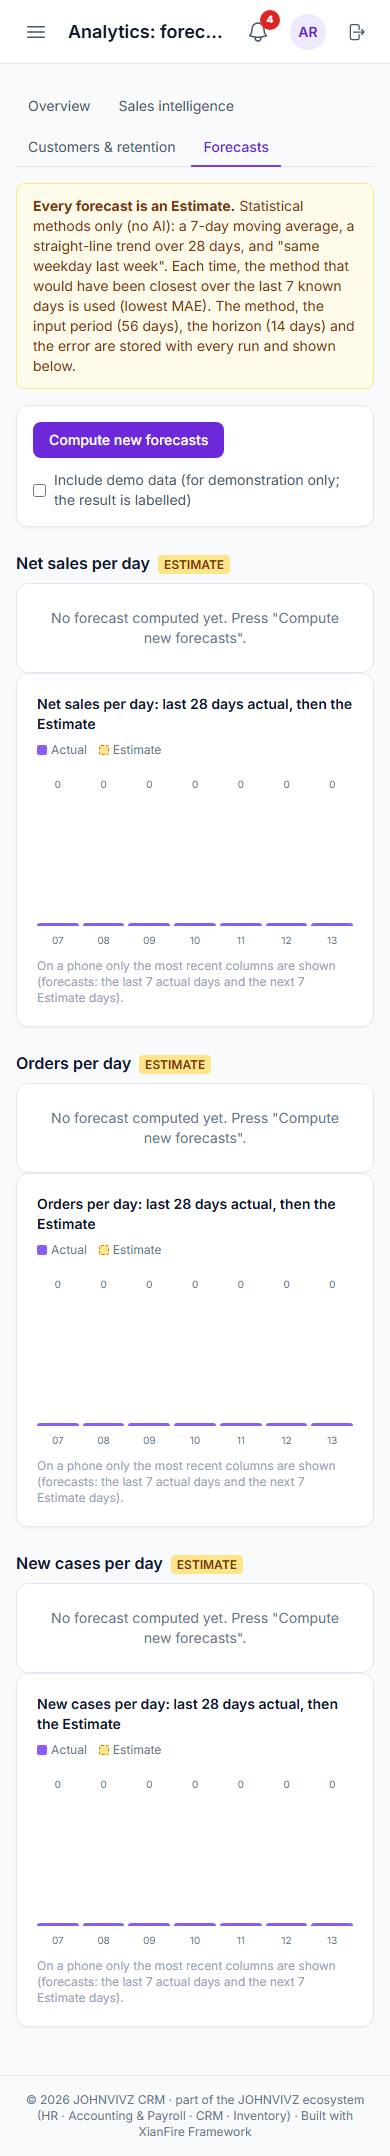 Analytics: forec...
4
AR
Overview
Sales intelligence
Customers & retention
Forecasts
Every forecast is an Estimate. Statistical
methods only (no AI): a 7-day moving average, a
straight-line trend over 28 days, and "same
weekday last week". Each time, the method that
would have been closest over the last 7 known
days is used (lowest MAE). The method, the
input period (56 days), the horizon (14 days) and
the error are stored with every run and shown
below.
Compute new forecasts
Include demo data (for demonstration only;
the result is labelled)
Net sales per day ESTIMATE
No forecast computed yet. Press "Compute
new forecasts".
Net sales per day: last 28 days actual, then the
Estimate
Actual Estimate
0 0 0 0 0 0 0
07 08 09 10 11 12 13
On a phone only the most recent columns are shown
(forecasts: the last 7 actual days and the next 7
Estimate days).
Orders per day ESTIMATE
No forecast computed yet. Press "Compute
new forecasts".
Orders per day: last 28 days actual, then the
Estimate
Actual Estimate
0 0 0 0 0 0 0
07 08 09 10 11 12 13
On a phone only the most recent columns are shown
(forecasts: the last 7 actual days and the next 7
Estimate days).
New cases per day ESTIMATE
No forecast computed yet. Press "Compute
new forecasts".
New cases per day: last 28 days actual, then
the Estimate
Actual Estimate
0 0 0 0 0 0 0
07 08 09 10 11 12 13
On a phone only the most recent columns are shown
(forecasts: the last 7 actual days and the next 7
Estimate days).
© 2026 JOHNVIVZ CRM · part of the JOHNVIVZ ecosystem
(HR · Accounting & Payroll · CRM · Inventory) · Built with
XianFire Framework